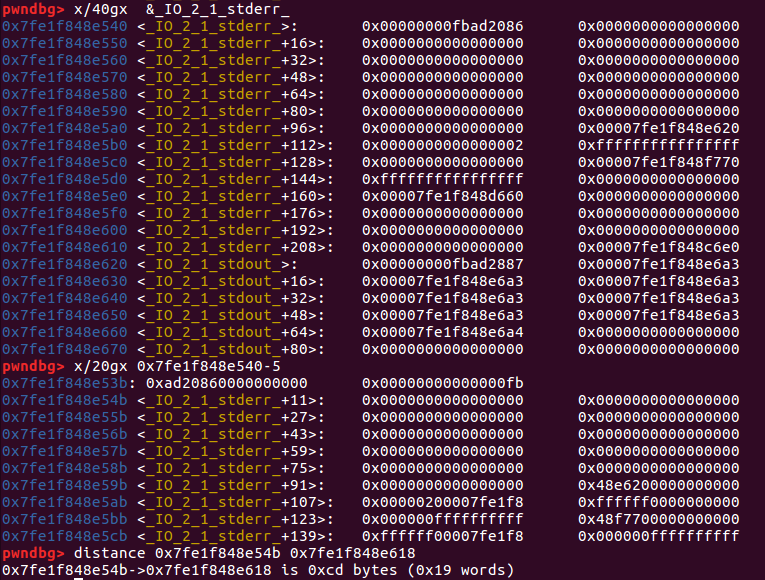 pwndbg> x/40gx &_IO_2_1_stderr_
0x7fe1f848e540 <_IO_2_1_stderr_>: 0x00000000fbad2086 0x0000000000000000
0x7fe1f848e550 <_IO_2_1_stderr_+16>: 0x0000000000000000 0x0000000000000000
0x7fe1f848e560 <_IO_2_1_stderr_+32>: 0x0000000000000000 0x0000000000000000
0x7fe1f848e570 <_IO_2_1_stderr_+48>: 0x0000000000000000 0x0000000000000000
0x7fe1f848e580 <_IO_2_1_stderr_+64>: 0x0000000000000000 0x0000000000000000
0x7fe1f848e590 <_IO_2_1_stderr_+80>: 0x0000000000000000 0x0000000000000000
0x7fe1f848e5a0 <_IO_2_1_stderr_+96>: 0x0000000000000000 0x00007fe1f848e620
0x7fe1f848e5b0 <_IO_2_1_stderr_+112>: 0x0000000000000002 0xffffffffffffffff
0x7fe1f848e5c0 <_IO_2_1_stderr_+128>: 0x0000000000000000 0x00007fe1f848f770
0x7fe1f848e5d0 <_IO_2_1_stderr_+144>: 0xffffffffffffffff 0x0000000000000000
0x7fe1f848e5e0 <_IO_2_1_stderr_+160>: 0x00007fe1f848d660 0x0000000000000000
0x7fe1f848e5f0 <_IO_2_1_stderr_+176>: 0x0000000000000000 0x0000000000000000
0x7fe1f848e600 <_IO_2_1_stderr_+192>: 0x0000000000000000 0x0000000000000000
0x7fe1f848e610 <_IO_2_1_stderr_+208>: 0x0000000000000000 0x00007fe1f848c6e0
0x7fe1f848e620 <_IO_2_1_stdout_>: 0x00000000fbad2887 0x00007fe1f848e6a3
0x7fe1f848e630 <_IO_2_1_stdout_+16>: 0x00007fe1f848e6a3 0x00007fe1f848e6a3
0x7fe1f848e640 <_IO_2_1_stdout_+32>: 0x00007fe1f848e6a3 0x00007fe1f848e6a3
0x7fe1f848e650 <_IO_2_1_stdout_+48>: 0x00007fe1f848e6a3 0x00007fe1f848e6a3
0x7fe1f848e660 <_IO_2_1_stdout_+64>: 0x00007fe1f848e6a4 0x0000000000000000
0x7fe1f848e670 <_IO_2_1_stdout_+80>: 0x0000000000000000 0x0000000000000000
pwndbg> x/20gx 0x7fe1f848e540-5
0x7fe1f848e53b: 0xad20860000000000 0x00000000000000fb
0x7fe1f848e54b <_IO_2_1_stderr_+11>: 0x0000000000000000 0x0000000000000000
0x7fe1f848e55b <_IO_2_1_stderr_+27>: 0x0000000000000000 0x0000000000000000
0x7fe1f848e56b <_IO_2_1_stderr_+43>: 0x0000000000000000 0x0000000000000000
0x7fe1f848e57b <_IO_2_1_stderr_+59>: 0x0000000000000000 0x0000000000000000
0x7fe1f848e58b <_IO_2_1_stderr_+75>: 0x0000000000000000 0x0000000000000000
0x7fe1f848e59b <_IO_2_1_stderr_+91>: 0x0000000000000000 0x48e6200000000000
0x7fe1f848e5ab <_IO_2_1_stderr_+107>: 0x00000200007fe1f8 0xffffff0000000000
0x7fe1f848e5bb <_IO_2_1_stderr_+123>: 0x000000ffffffffff 0x48f7700000000000
0x7fe1f848e5cb <_IO_2_1_stderr_+139>: 0xffffff00007fe1f8 0x000000ffffffffff
pwndbg> distance 0x7fe1f848e54b 0x7fe1f848e618
0x7fe1f848e54b->0x7fe1f848e618 is 0xcd bytes (0x19 words)